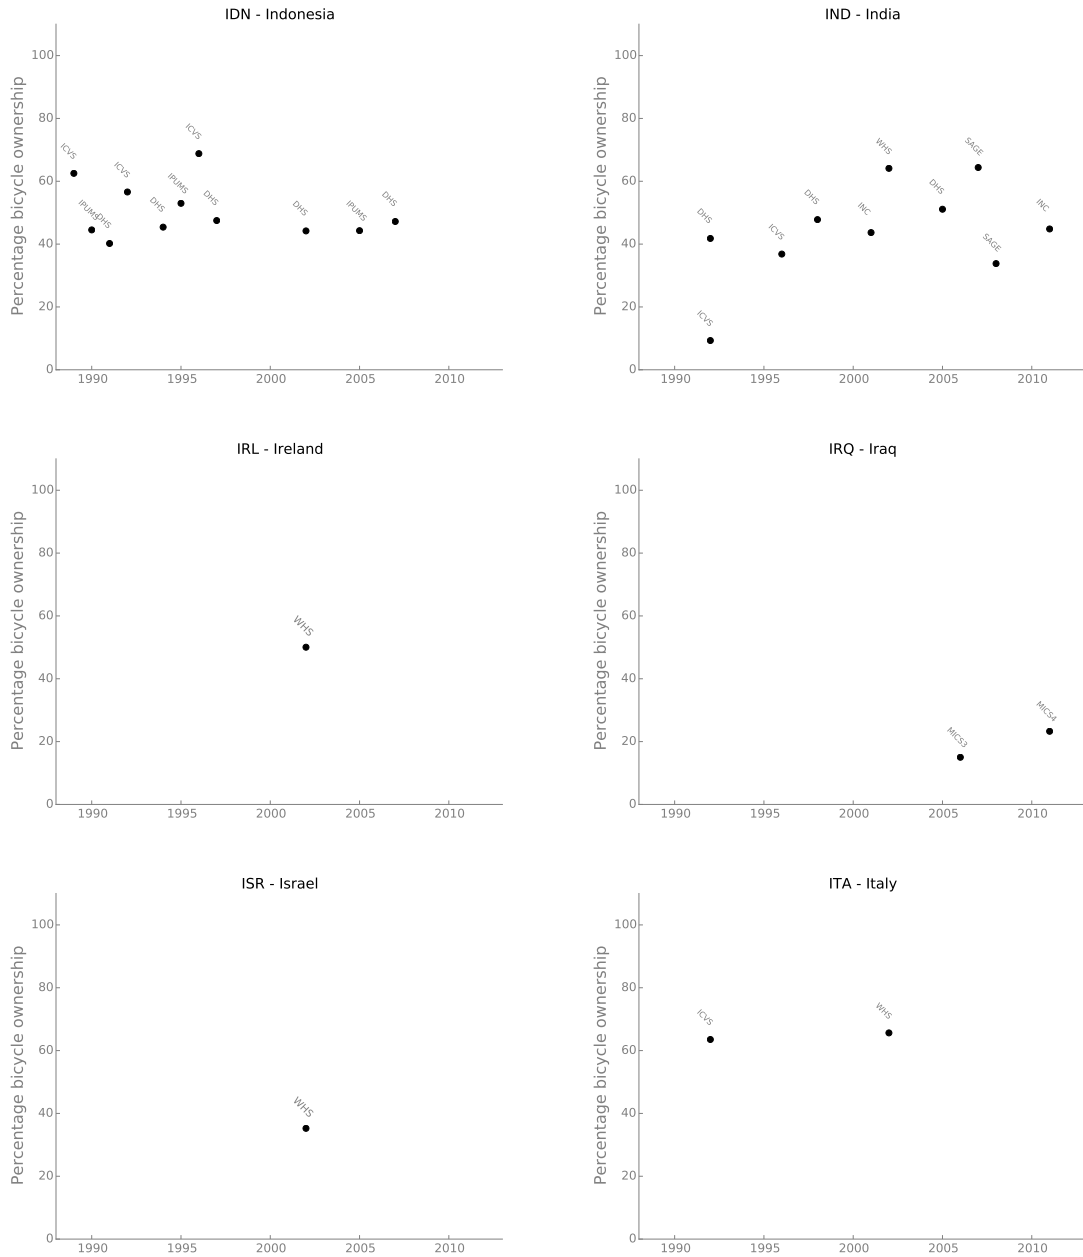 IDN - Indonesia
Percentage bicycle ownership
100
80
60
40
20
0
ICVS
IPUMS
DHS
ICVS
DHS
IPUMS
ICVS
DHS
DHS
IPUMS
DHS
1990 1995 2000 2005 2010
IND - India
Percentage bicycle ownership
100
80
60
40
20
0
DHS
ICVS
ICVS
DHS
INC
WHS
DHS
SAGE
SAGE
INC
1990 1995 2000 2005 2010
IRL - Ireland
Percentage bicycle ownership
100
80
60
40
20
0
WHS
1990 1995 2000 2005 2010
IRQ - Iraq
Percentage bicycle ownership
100
80
60
40
20
0
MICS3
MICS4
1990 1995 2000 2005 2010
ISR - Israel
Percentage bicycle ownership
100
80
60
40
20
0
WHS
1990 1995 2000 2005 2010
ITA - Italy
Percentage bicycle ownership
100
80
60
40
20
0
ICVS
WHS
1990 1995 2000 2005 2010